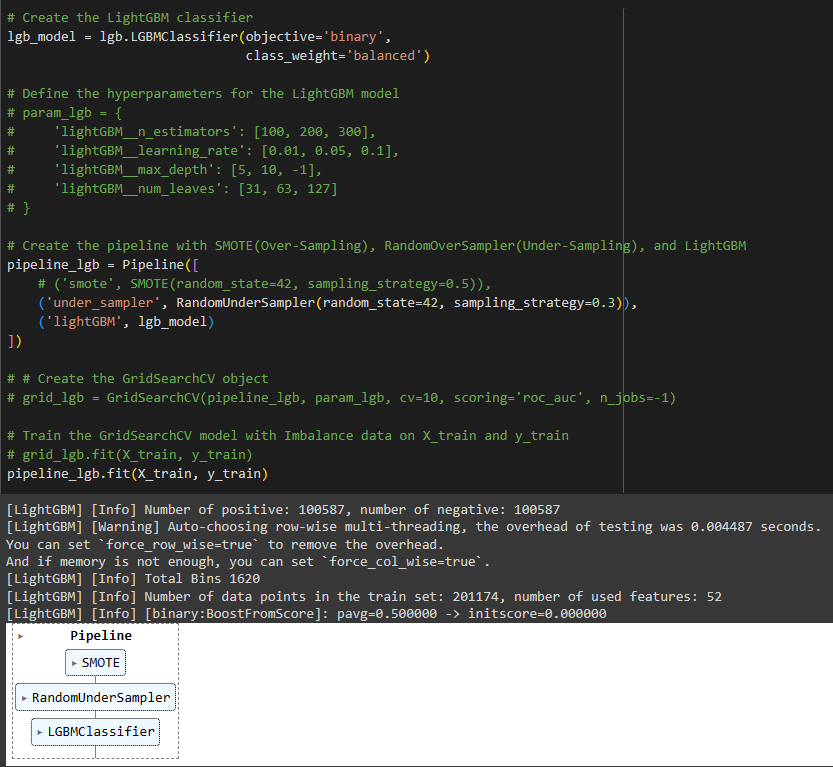 # Create the LightGBM classifier
lgb_model = lgb.LGBMClassifier(objective='binary',
                               class_weight='balanced')

# Define the hyperparameters for the LightGBM model
# param_lgb = {
#     'lightGBM__n_estimators': [100, 200, 300],
#     'lightGBM__learning_rate': [0.01, 0.05, 0.1],
#     'lightGBM__max_depth': [5, 10, -1],
#     'lightGBM__num_leaves': [31, 63, 127]
# }

# Create the pipeline with SMOTE(Over-Sampling), RandomOverSampler(Under-Sampling), and LightGBM
pipeline_lgb = Pipeline([
    # ('smote', SMOTE(random_state=42, sampling_strategy=0.5)),
    ('under_sampler', RandomUnderSampler(random_state=42, sampling_strategy=0.3)),
    ('lightGBM', lgb_model)
])

# # Create the GridSearchCV object
# grid_lgb = GridSearchCV(pipeline_lgb, param_lgb, cv=10, scoring='roc_auc', n_jobs=-1)

# Train the GridSearchCV model with Imbalance data on X_train and y_train
# grid_lgb.fit(X_train, y_train)
pipeline_lgb.fit(X_train, y_train)
[LightGBM] [Info] Number of positive: 100587, number of negative: 100587
[LightGBM] [Warning] Auto-choosing row-wise multi-threading, the overhead of testing was 0.004487 seconds.
You can set `force_row_wise=true` to remove the overhead.
And if memory is not enough, you can set `force_col_wise=true`.
[LightGBM] [Info] Total Bins 1620
[LightGBM] [Info] Number of data points in the train set: 201174, number of used features: 52
[LightGBM] [Info] [binary:BoostFromScore]: pavg=0.500000 -> initscore=0.000000
Pipeline
SMOTE
RandomUnderSampler
LGBMClassifier